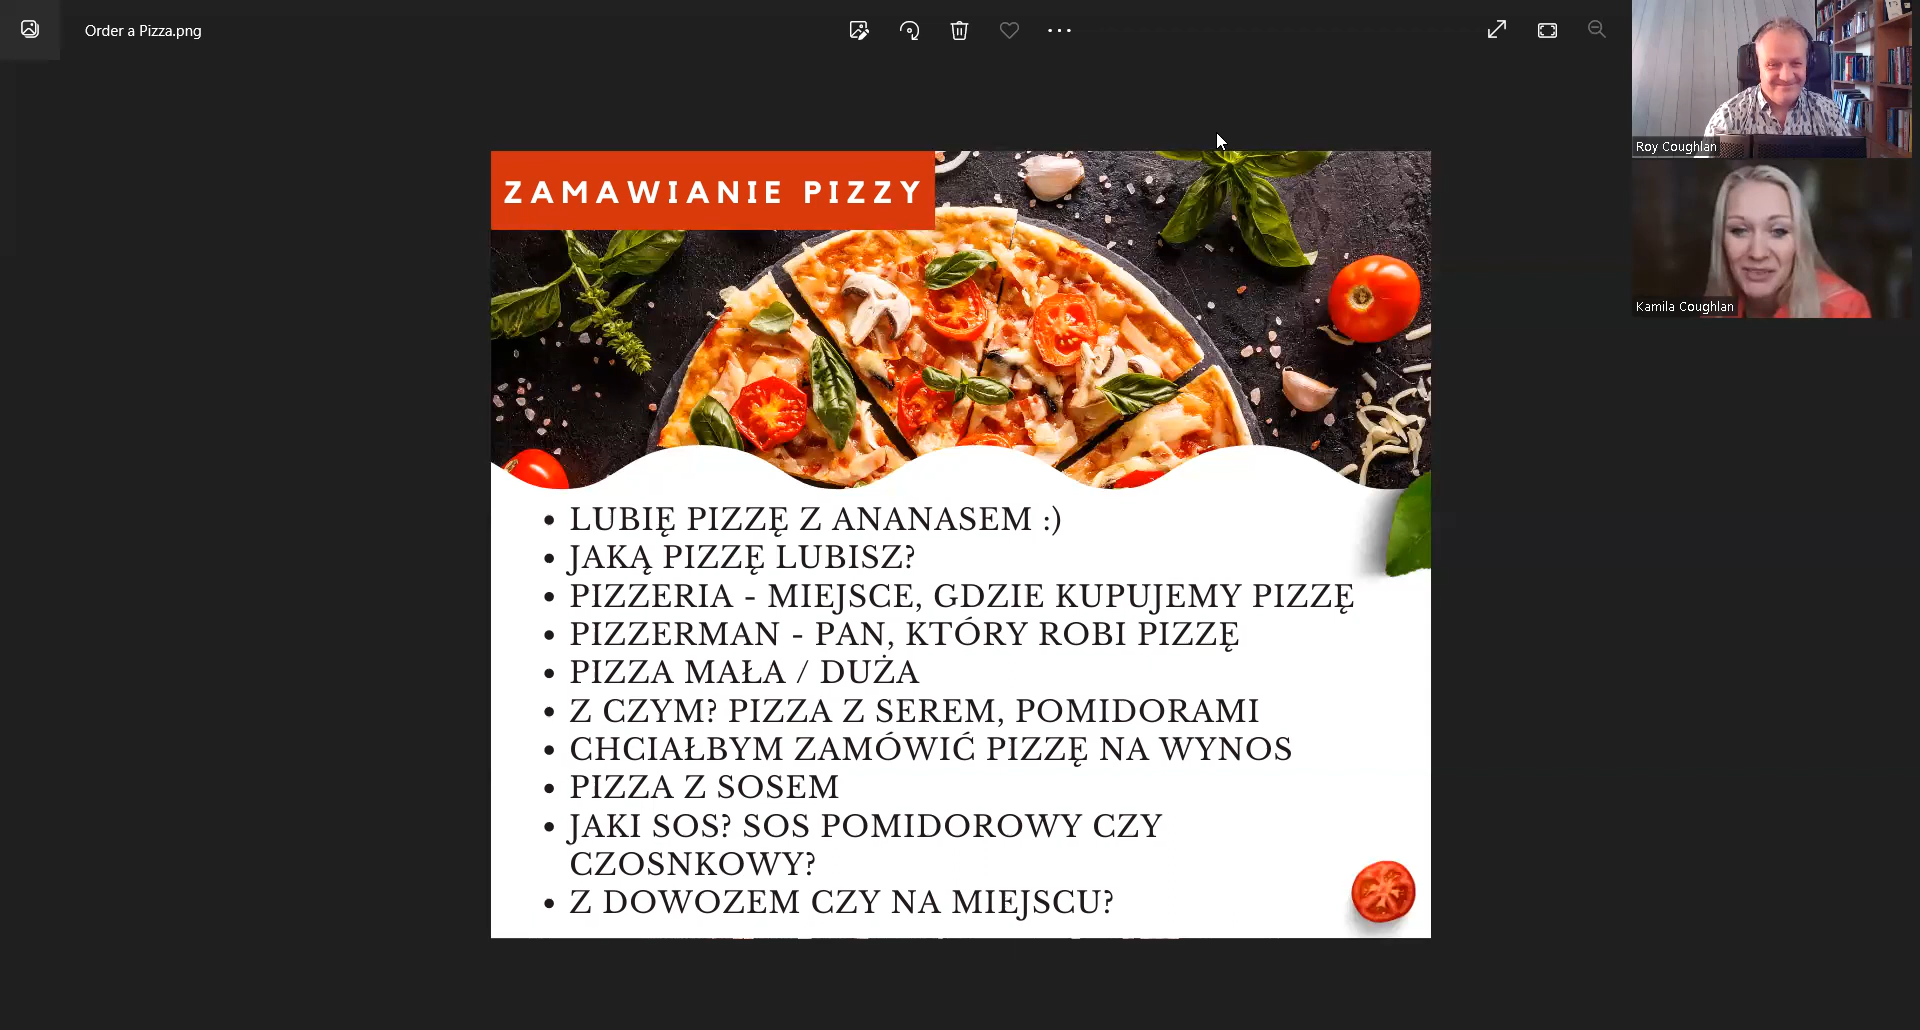 Order a Pizza.png
Roy Coughlan
Kamila Coughlan
ZAMAWIANIE PIZZY
• LUBIĘ PIZZĘ Z ANANASEM :)
• JAKĄ PIZZĘ LUBISZ?
• PIZZERIA - MIEJSCE, GDZIE KUPUJEMY PIZZĘ
• PIZZERMAN - PAN, KTÓRY ROBI PIZZĘ
• PIZZA MAŁA / DUŻA
• Z CZYM? PIZZA Z SEREM, POMIDORAMI
• CHCIAŁBYM ZAMÓWIĆ PIZZĘ NA WYNOS
• PIZZA Z SOSEM
• JAKI SOS? SOS POMIDOROWY CZY
CZOSNKOWY?
• Z DOWOZEM CZY NA MIEJSCU?